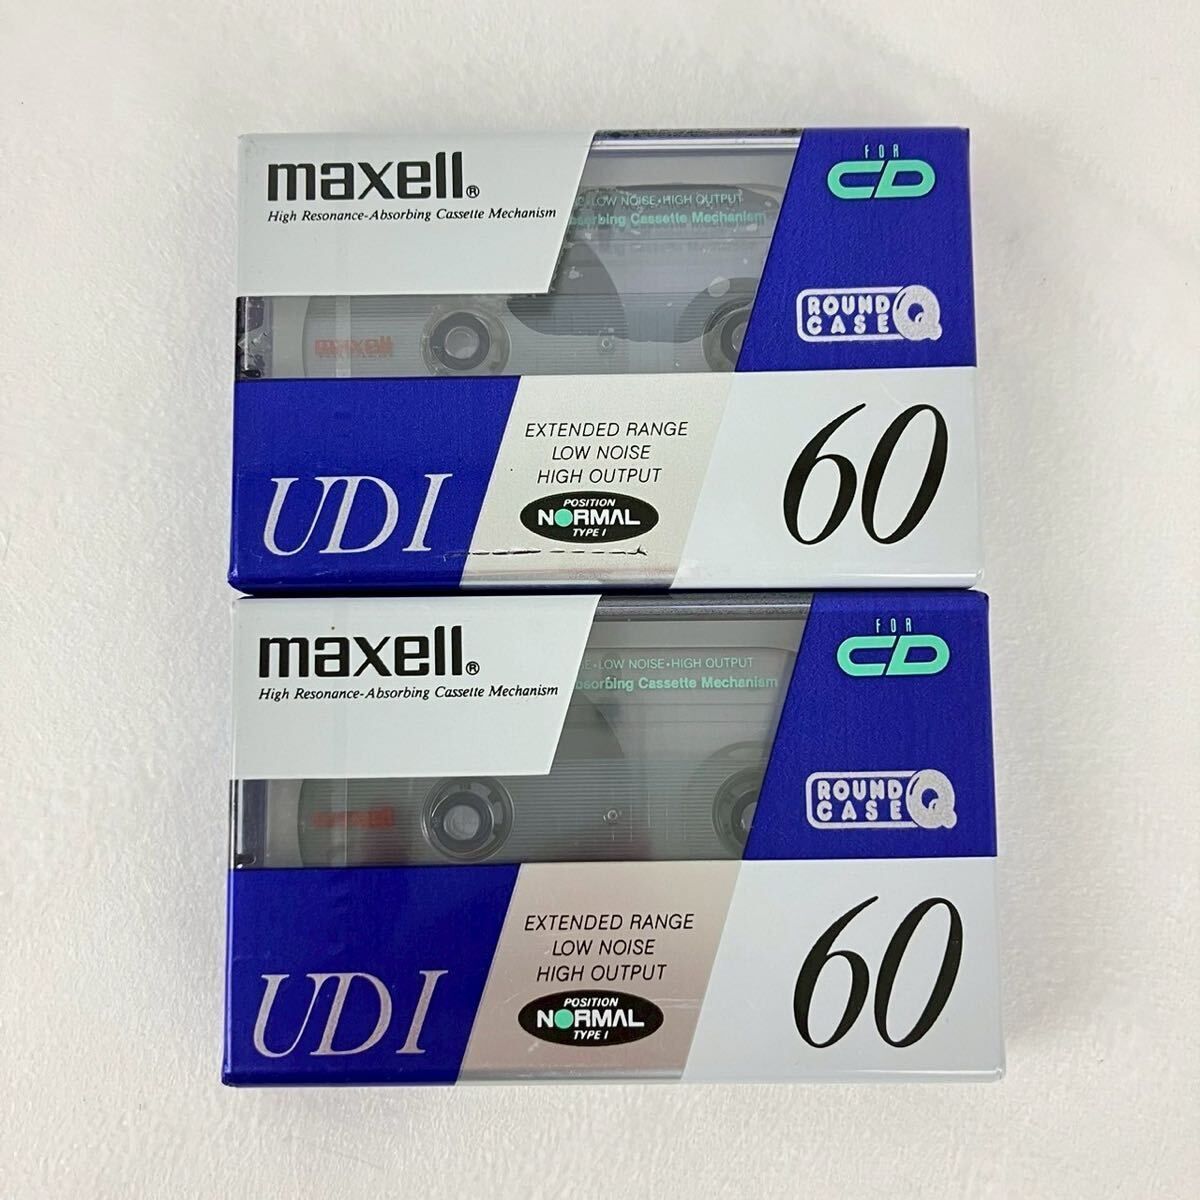 maxell®
High Resonance-Absorbing Cassette Mechanism
LOW NOISE・HIGH OUTPUT
Cassette Mechanism
FOR
CD
ROUND
CASE Q
maxell
EXTENDED RANGE
LOW NOISE
HIGH OUTPUT
POSITION
NORMAL
TYPE I
UDI
60
maxell®
High Resonance-Absorbing Cassette Mechanism
LOW NOISE・HIGH OUTPUT
Cassette Mechanism
FOR
CD
ROUND
CASE Q
maxell
EXTENDED RANGE
LOW NOISE
HIGH OUTPUT
POSITION
NORMAL
TYPE I
UDI
60